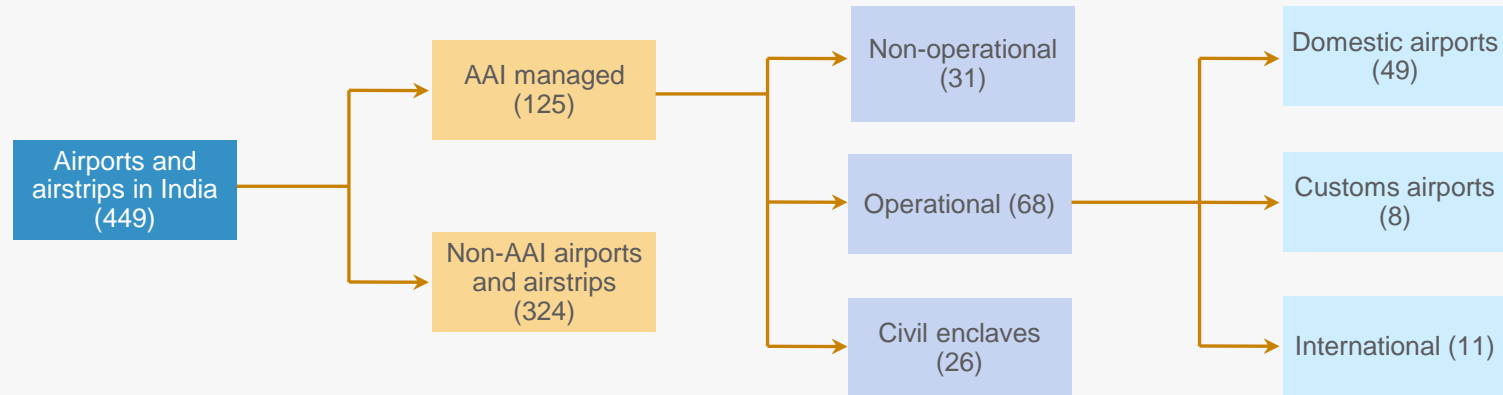 Airports and
airstrips in India
(449)
AAI managed
(125)
Non-AAI airports
and airstrips
(324)
Non-operational
(31)
Operational (68)
Civil enclaves
(26)
Domestic airports
(49)
Customs airports
(8)
International (11)